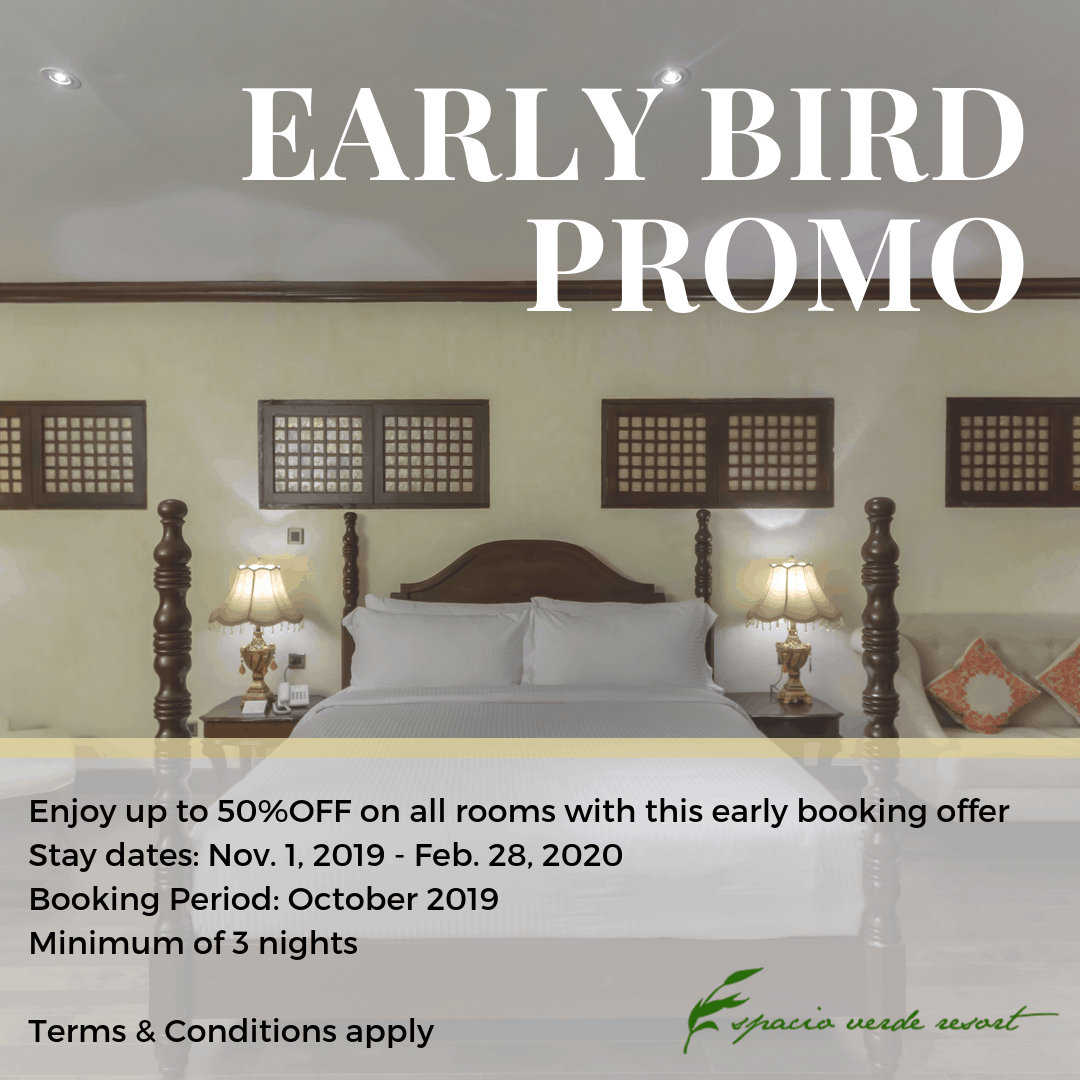 EARLY BIRD
PROMO
Enjoy up to 50%OFF on all rooms with this early booking offer
Stay dates: Nov. 1, 2019 - Feb. 28, 2020
Booking Period: October 2019
Minimum of 3 nights
Terms & Conditions apply
Espacio verde resort